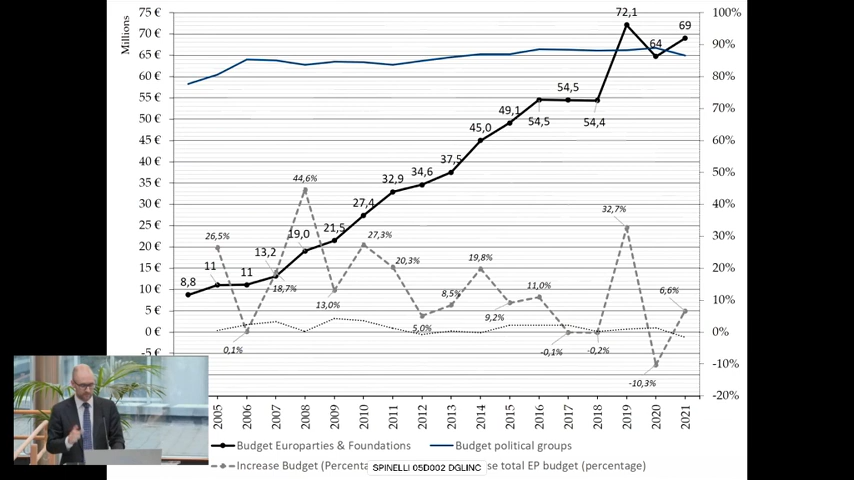 75 € 72,1 100%
Millions
70 € 69 90%
65 € 64 80%
60 €
55 € 54,5 70%
50 € 49,1 54,5 54,4 60%
45 € 45,0
40 € 37,5 50%
35 € 44,6% 32,9 34,6 40%
30 € 27,4 32,7% 30%
25 € 26,5% 19,0 21,5 27,3%
20 € 13,2 20,3% 19,8% 20%
15 € 11 11 18,7% 11,0%
10 € 8,8 13,0% 8,5% 9,2% 6,6% 10%
5 € 5,0%
0 € 0,1% -0,1% -0,2% 0%
-5 € -10,3% -10%
-20%
2005 2006 2007 2008 2009 2010 2011 2012 2013 2014 2015 2016 2017 2018 2019 2020 2021
Budget Europarties & Foundations Budget political groups
Increase Budget (Percenta se total EP budget (percentage)
SPINELLI 05D002 DGLINC